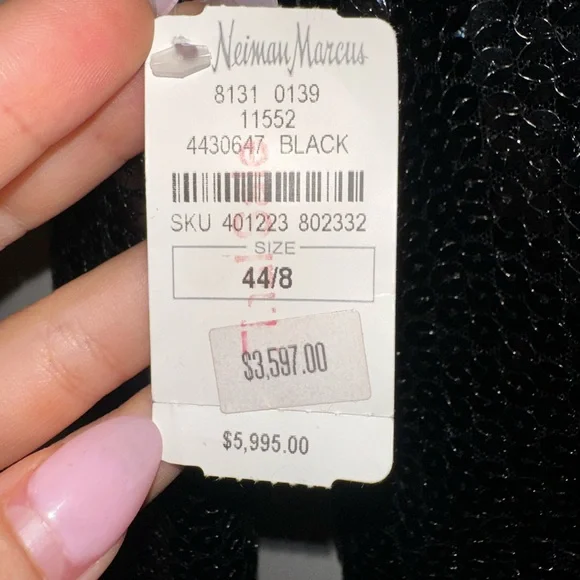 Neiman Marcus
8131 0139
11552
4430647 BLACK
SKU 401223 802332
SIZE
44/8
$3,597.00
$5,995.00